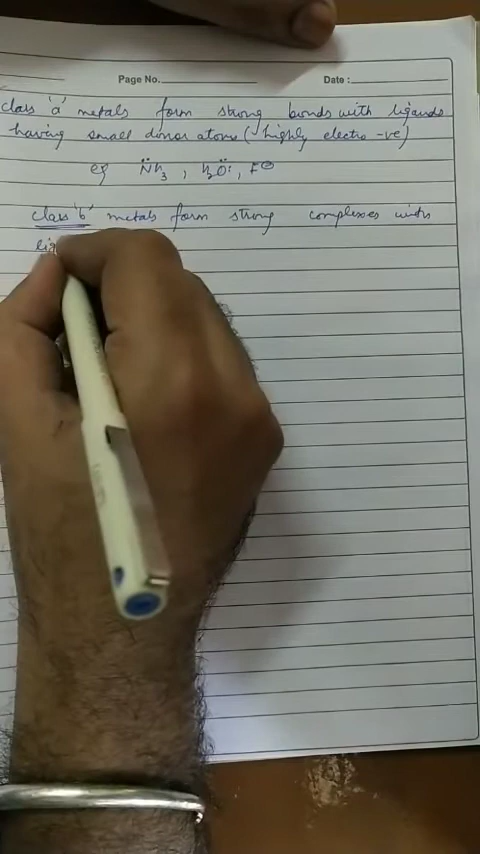 Page No. Date :
class 'a' metals form strong bonds with ligands
having small donor atoms (highly electro -ve)
eg N̈H₃ , H₂Ö: , F⊖
class 'b' metals form strong complexes with